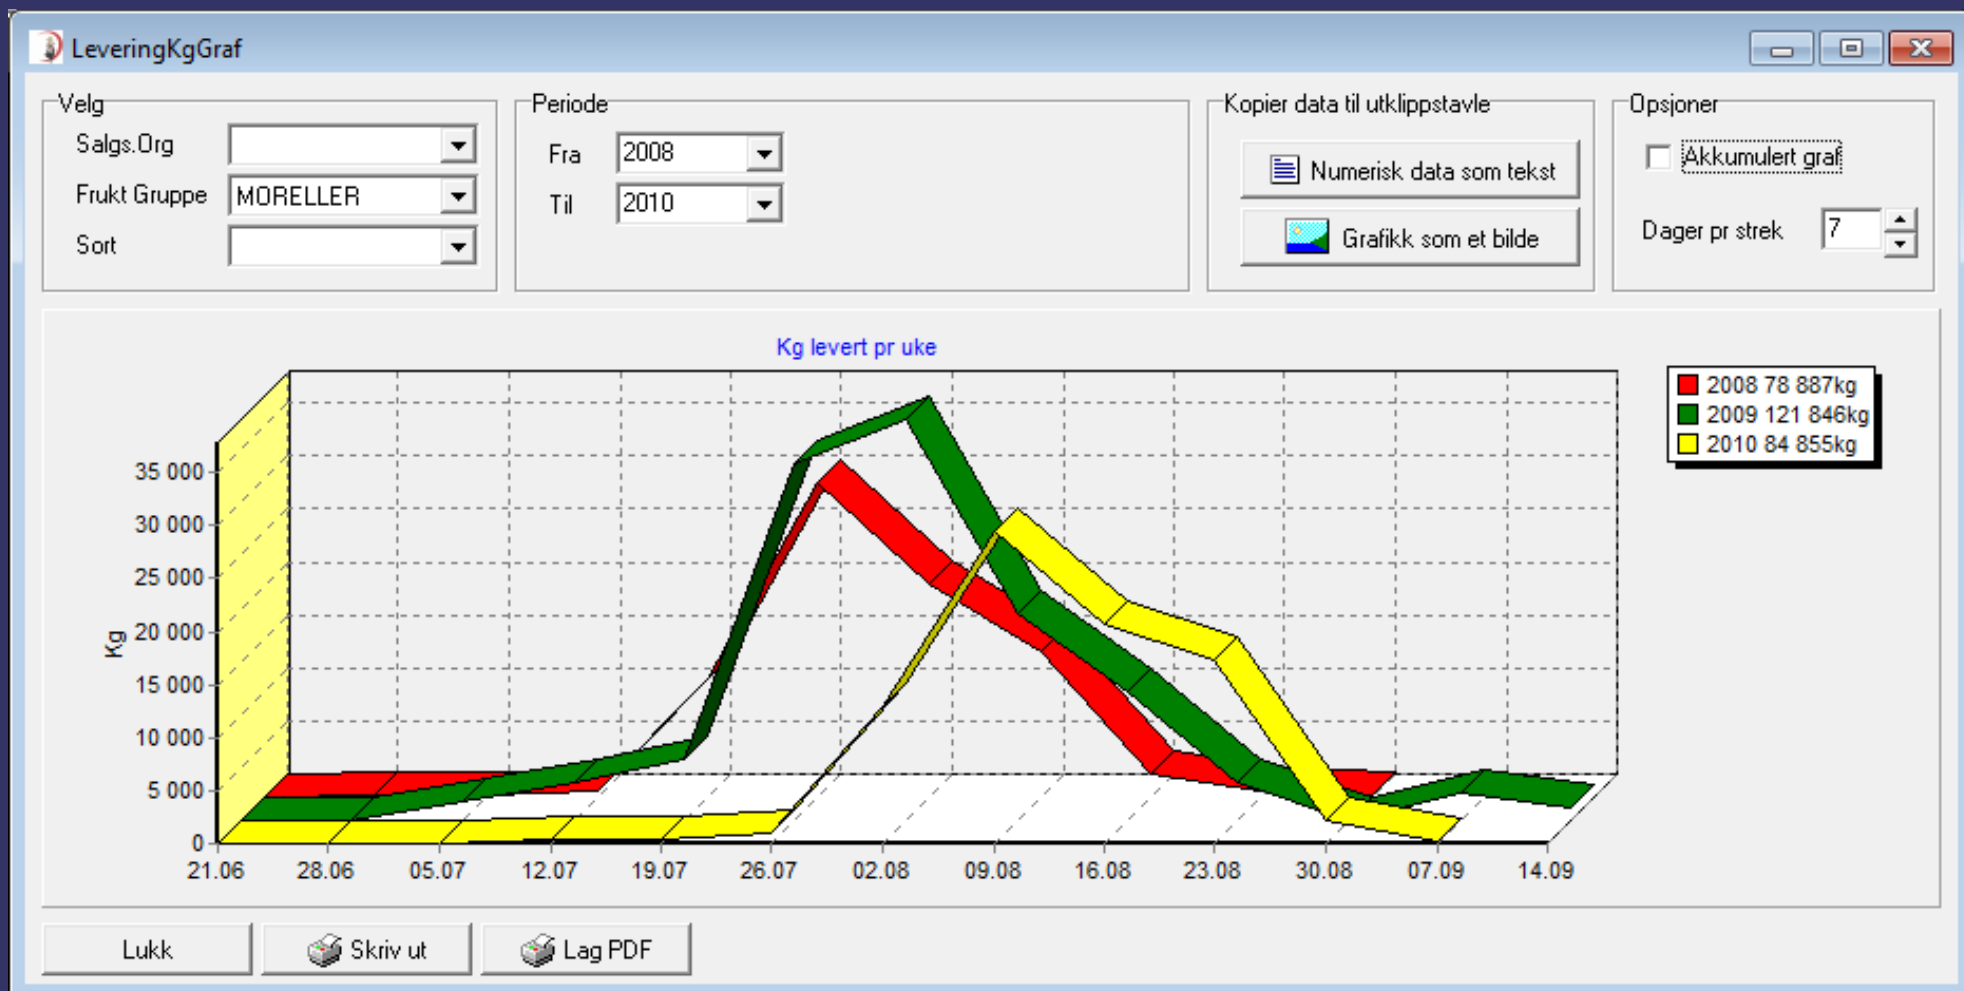 LeveringKgGraf
Velg
Salgs.Org
Frukt Gruppe MORELLER
Sort
Periode
Fra 2008
Til 2010
Kopier data til utklippstavle
Numerisk data som tekst
Grafikk som et bilde
Opsjoner
Akkumulert graf
Dager pr strek 7
Kg levert pr uke
2008 78 887kg
2009 121 846kg
2010 84 855kg
Kg
35 000
30 000
25 000
20 000
15 000
10 000
5 000
0
21.06 28.06 05.07 12.07 19.07 26.07 02.08 09.08 16.08 23.08 30.08 07.09 14.09
Lukk Skriv ut Lag PDF